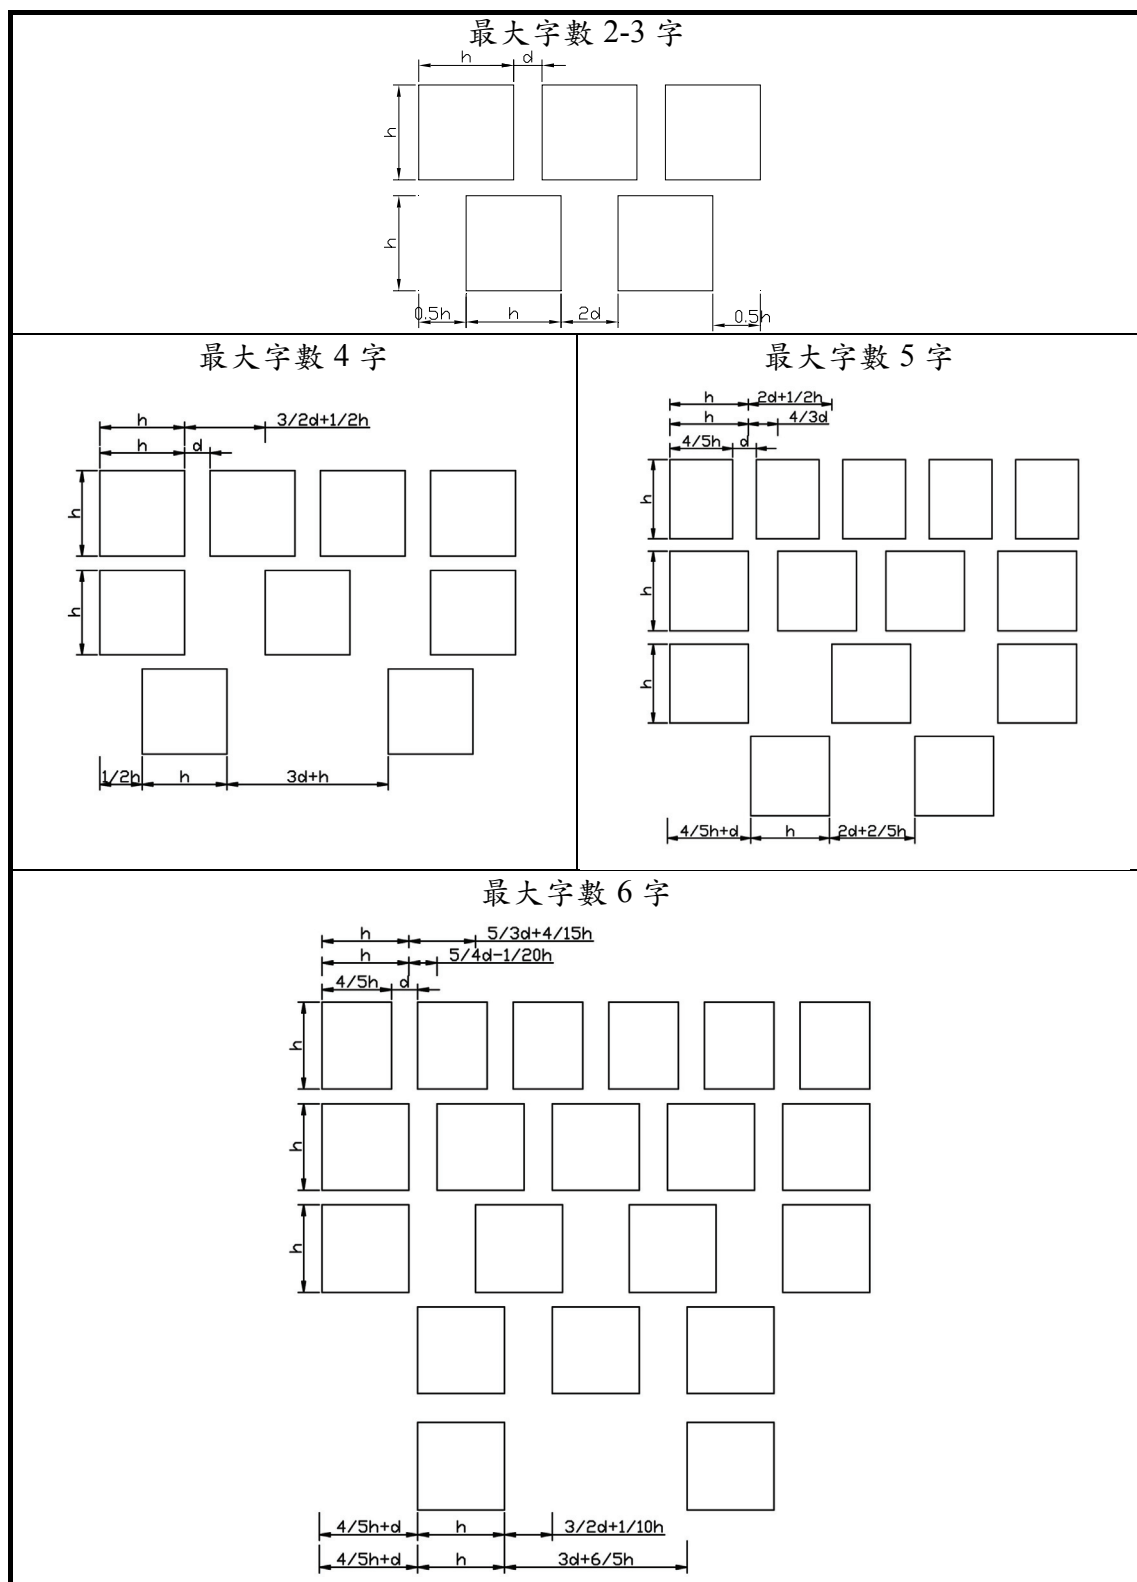 最大字數 2-3 字
h d
h
h
0.5h h 2d 0.5h
最大字數 4 字
h 3/2d+1/2h
h d
h
h
1/2h h 3d+h
最大字數 5 字
h 2d+1/2h
h 4/3d
4/5h d
h
h
h
4/5h+d h 2d+2/5h
最大字數 6 字
h 5/3d+4/15h
h 5/4d-1/20h
4/5h d
h
h
h
4/5h+d h 3/2d+1/10h
4/5h+d h 3d+6/5h